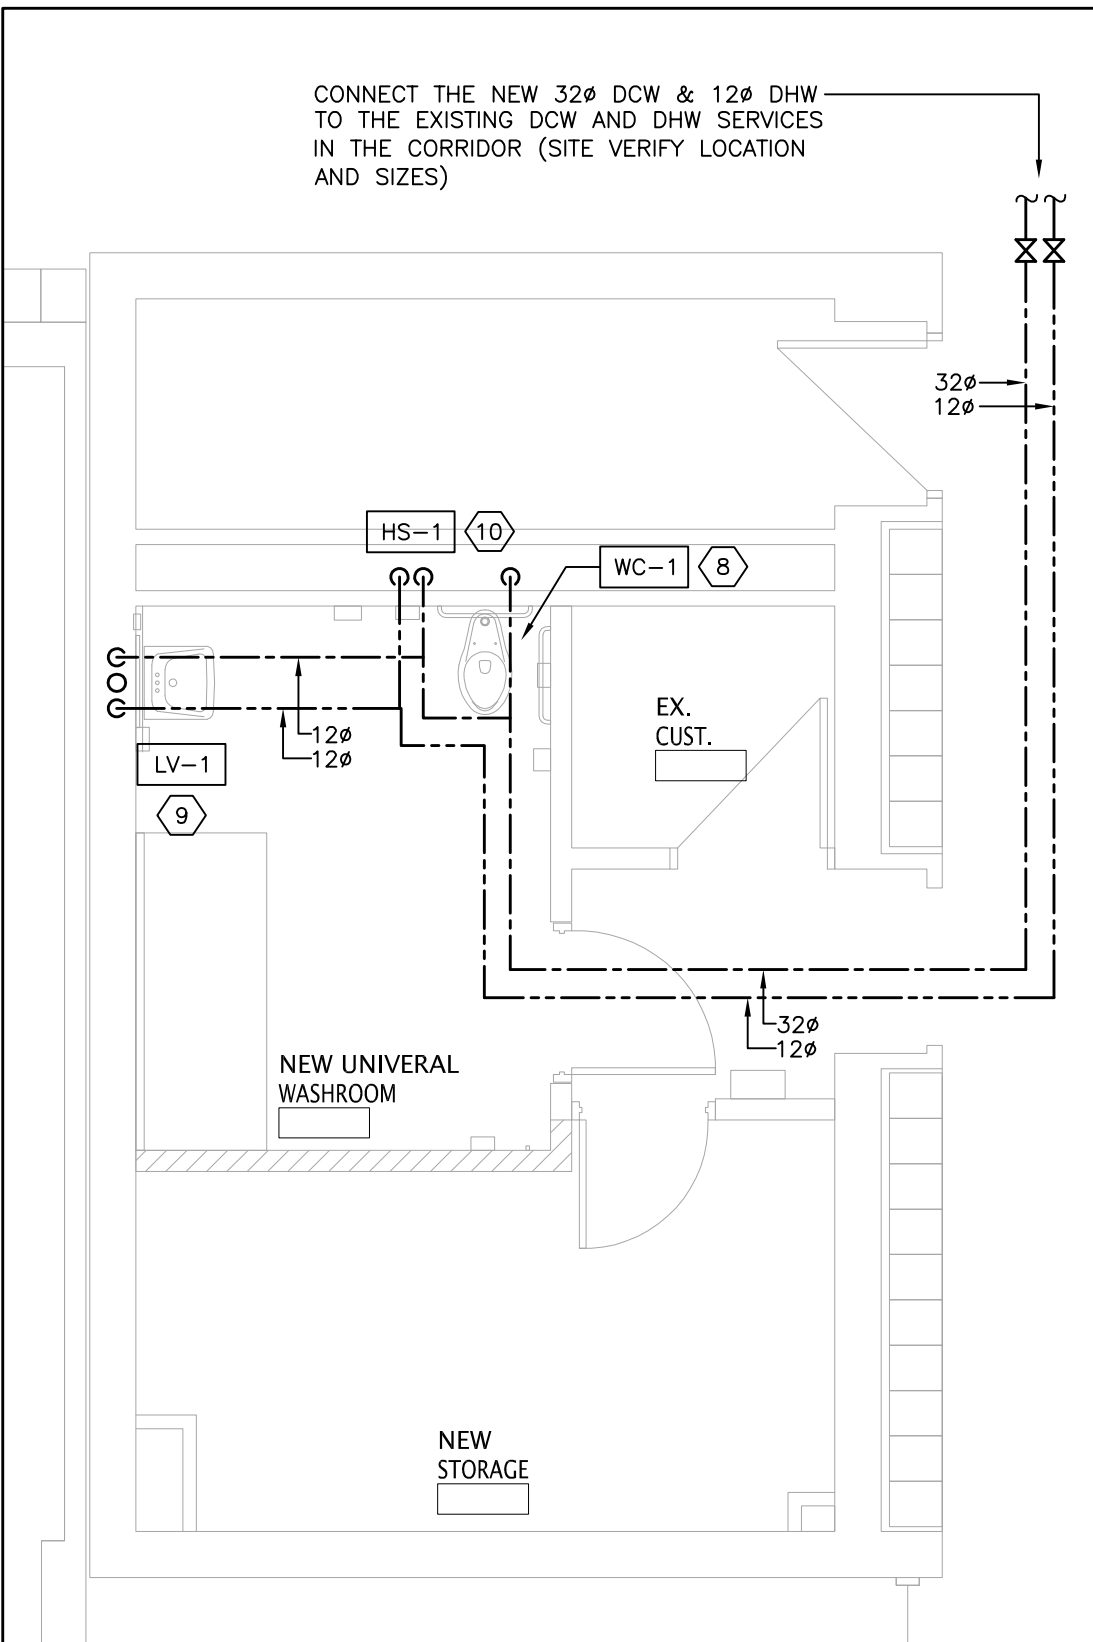 CONNECT THE NEW 32ø DCW & 12ø DHW
TO THE EXISTING DCW AND DHW SERVICES
IN THE CORRIDOR (SITE VERIFY LOCATION
AND SIZES)
32ø
12ø
HS-1
10
WC-1
8
EX.
CUST.
12ø
12ø
LV-1
9
32ø
12ø
NEW UNIVERAL
WASHROOM
NEW
STORAGE